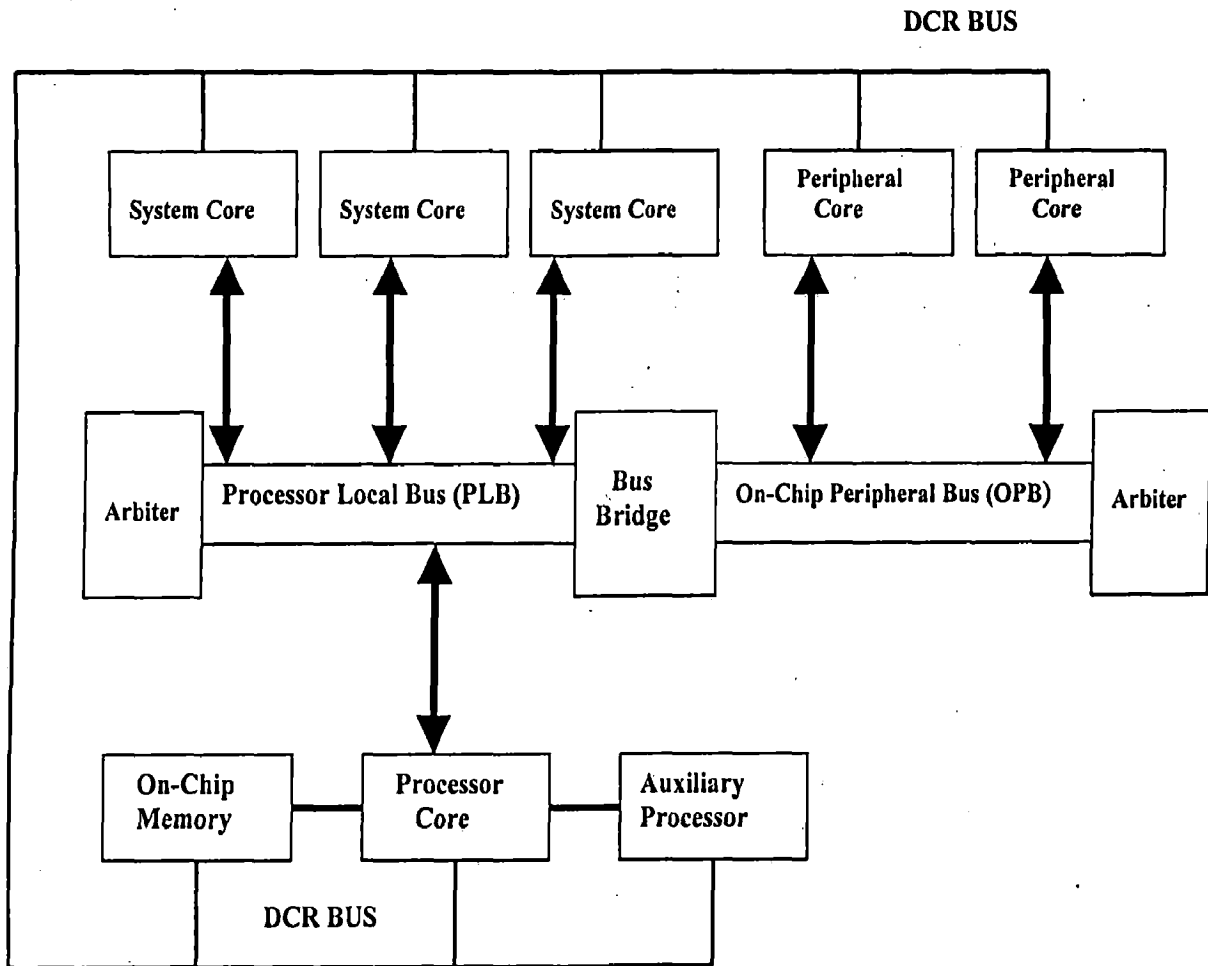 DCR BUS
System Core
System Core
System Core
Peripheral
Core
Peripheral
Core
Arbiter
Processor Local Bus (PLB)
Bus
Bridge
On-Chip Peripheral Bus (OPB)
Arbiter
On-Chip
Memory
Processor
Core
Auxiliary
Processor
DCR BUS